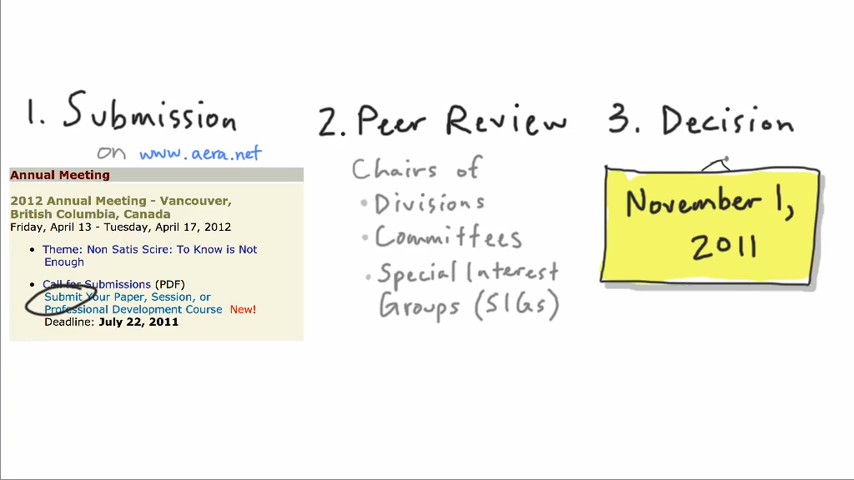 1. Submission
on www.aera.net
Annual Meeting
2012 Annual Meeting - Vancouver,
British Columbia, Canada
Friday, April 13 - Tuesday, April 17, 2012
• Theme: Non Satis Scire: To Know is Not
Enough
• Call for Submissions (PDF)
Submit Your Paper, Session, or
Professional Development Course New!
Deadline: July 22, 2011
2. Peer Review
Chairs of
• Divisions
• Committees
• Special Interest
Groups (SIGs)
3. Decision
November 1,
2011